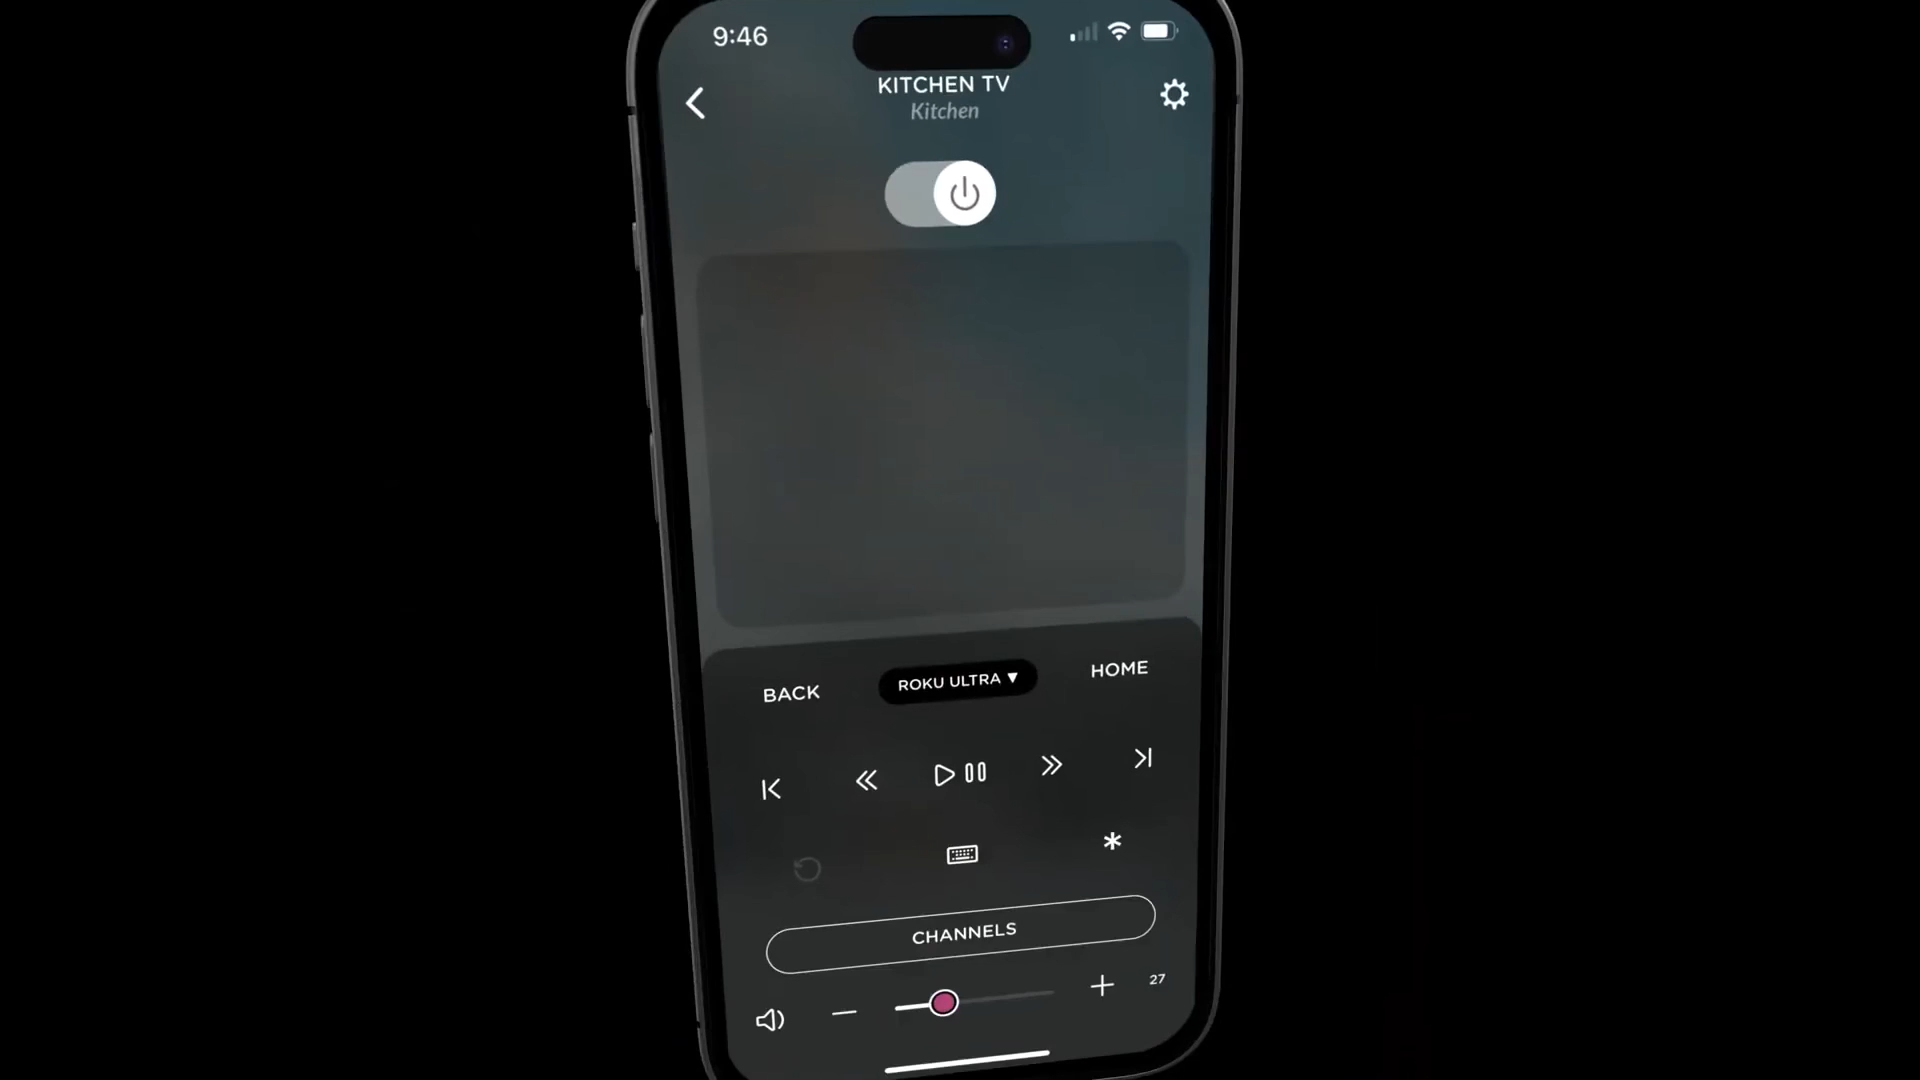 9:46
KITCHEN TV
Kitchen
BACK
ROKU ULTRA ▼
HOME
CHANNELS
27